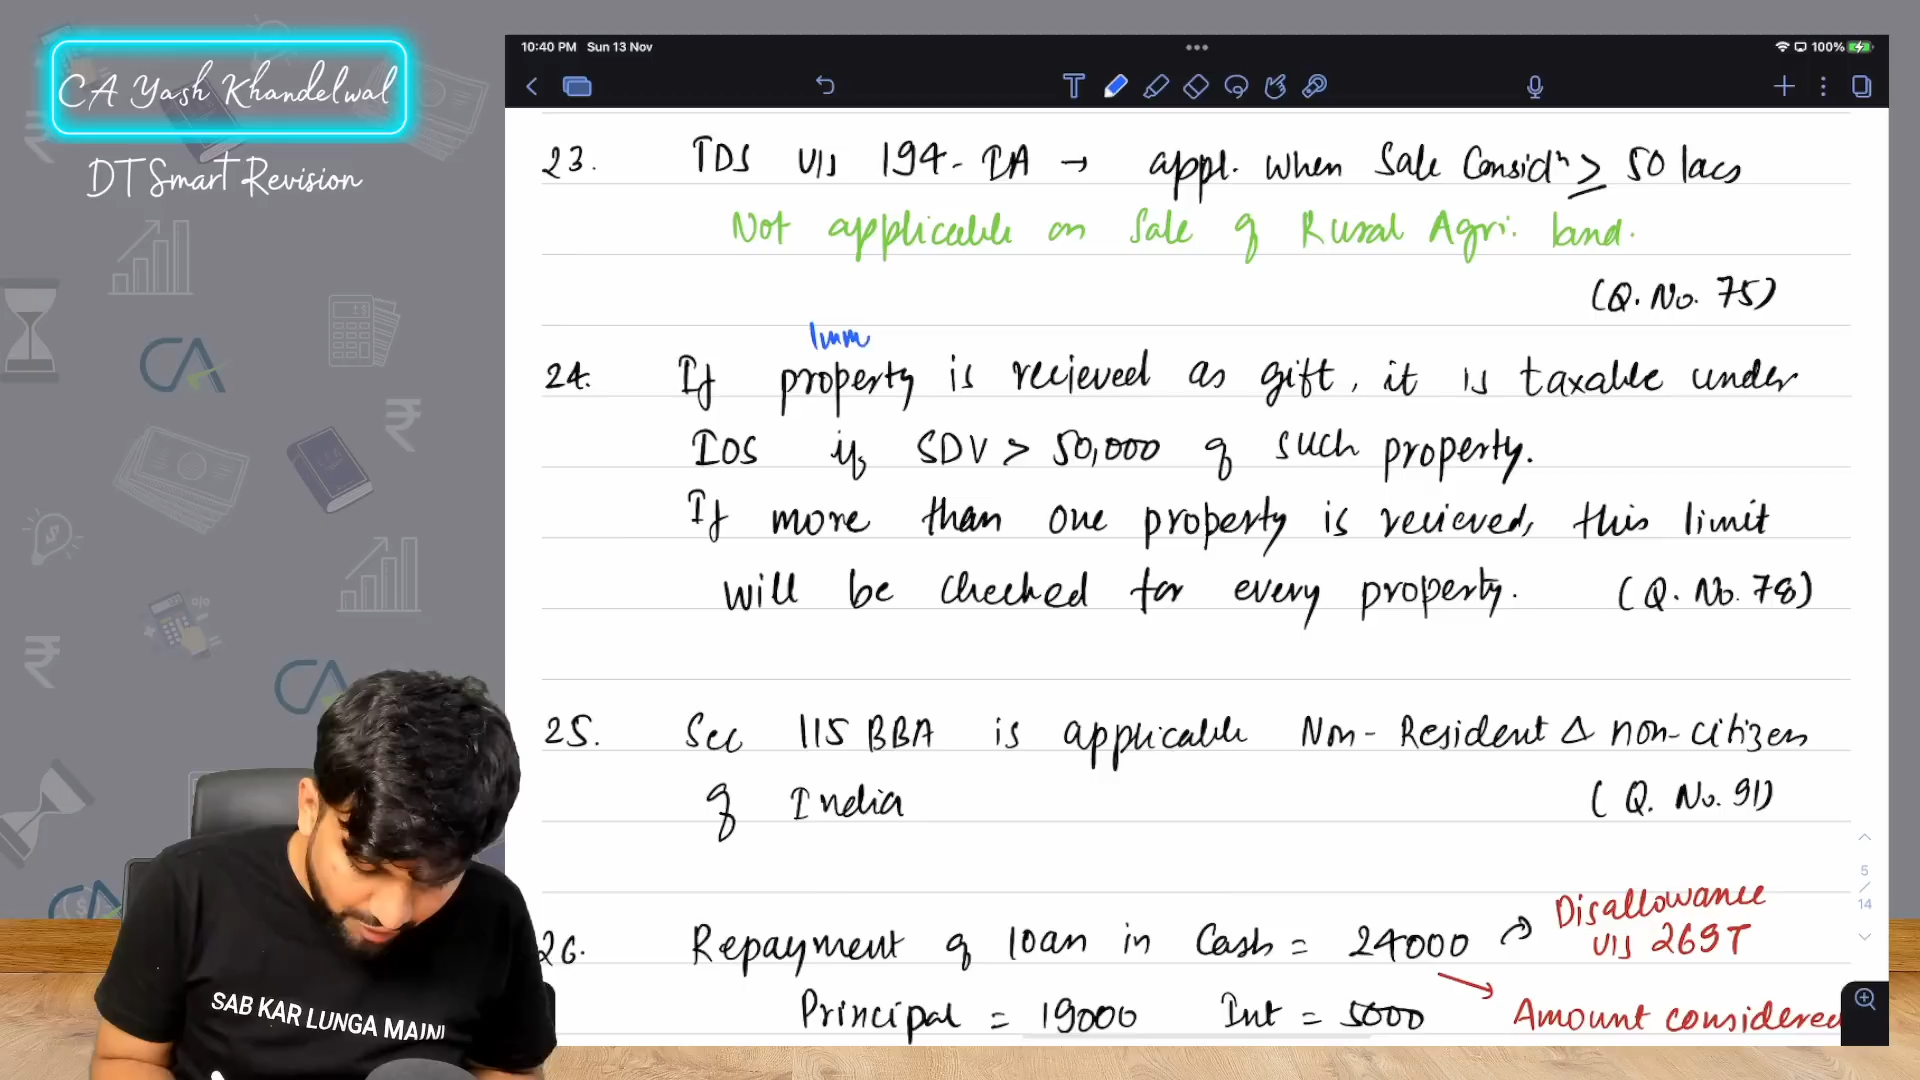 CA Yash Khandelwal
DT Smart Revision
10:40 PM Sun 13 Nov
100%
23. TDS u/s 194-IA → appl. when Sale Considⁿ ≥ 50 lacs
Not applicable on Sale of Rural Agri. land.
(Q. No. 75)
Imm
24. If property is recieved as gift, it is taxable under
IOS if SDV > 50,000 of such property.
If more than one property is recieved, this limit
will be checked for every property. (Q. No. 78)
25. Sec 115 BBA is applicable Non-Resident & non-citizen
of India (Q. No. 91)
26. Repayment of loan in Cash = 24000 → Disallowance
u/s 269T
Principal = 19000 Int = 5000 Amount considered
5
14
SAB KAR LUNGA MAIN!